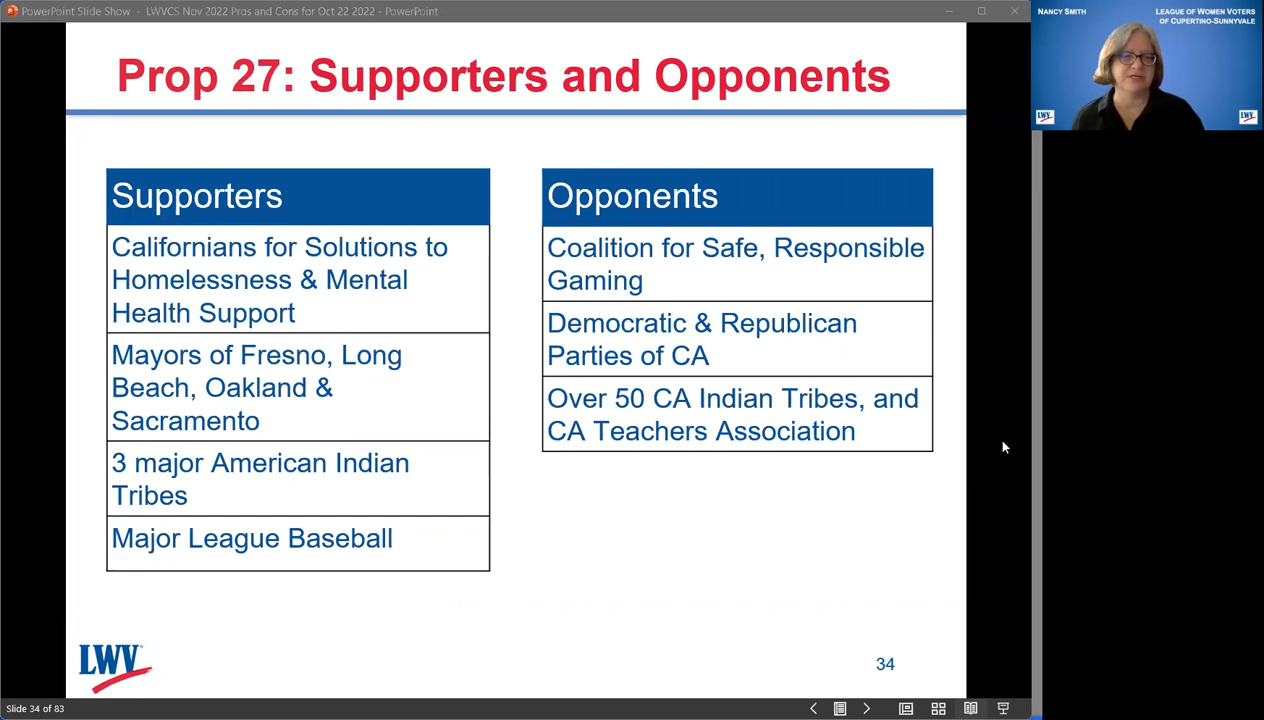 PowerPoint Slide Show - LWVCS Nov 2022 Pros and Cons for Oct 22 2022 - PowerPoint
NANCY SMITH
LEAGUE OF WOMEN VOTERS
OF CUPERTINO-SUNNYVALE
LWV
LWV
Prop 27: Supporters and Opponents
Supporters
Californians for Solutions to
Homelessness & Mental
Health Support
Mayors of Fresno, Long
Beach, Oakland &
Sacramento
3 major American Indian
Tribes
Major League Baseball
Opponents
Coalition for Safe, Responsible
Gaming
Democratic & Republican
Parties of CA
Over 50 CA Indian Tribes, and
CA Teachers Association
LWV
34
Slide 34 of 83